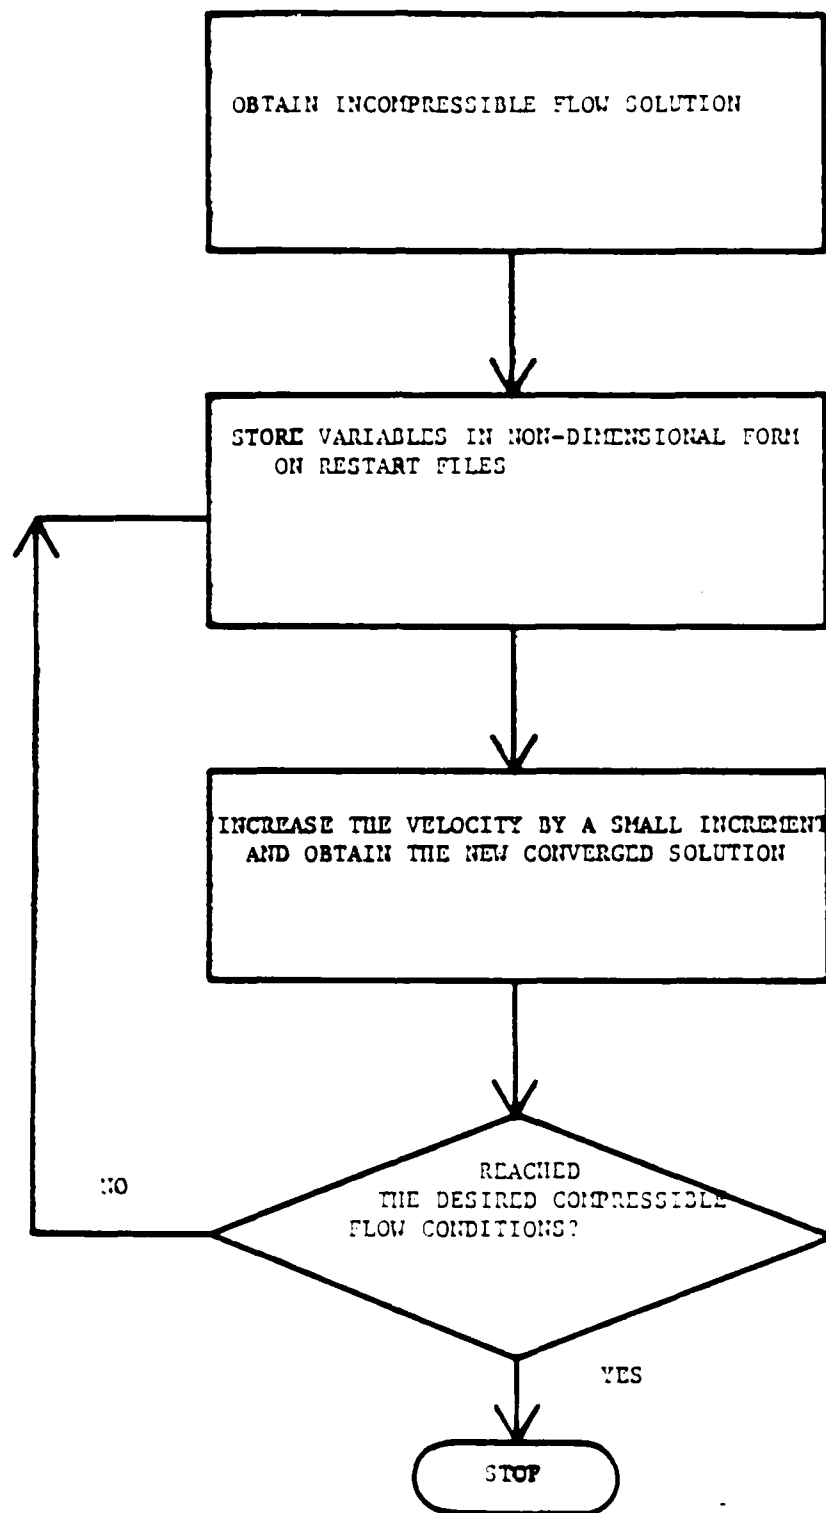 OBTAIN INCOMPRESSIBLE FLOW SOLUTION
STORE VARIABLES IN NON-DIMENSIONAL FORM
ON RESTART FILES
INCREASE THE VELOCITY BY A SMALL INCREMENT
AND OBTAIN THE NEW CONVERGED SOLUTION
REACHED
THE DESIRED COMPRESSIBLE
FLOW CONDITIONS?
NO
YES
STOP